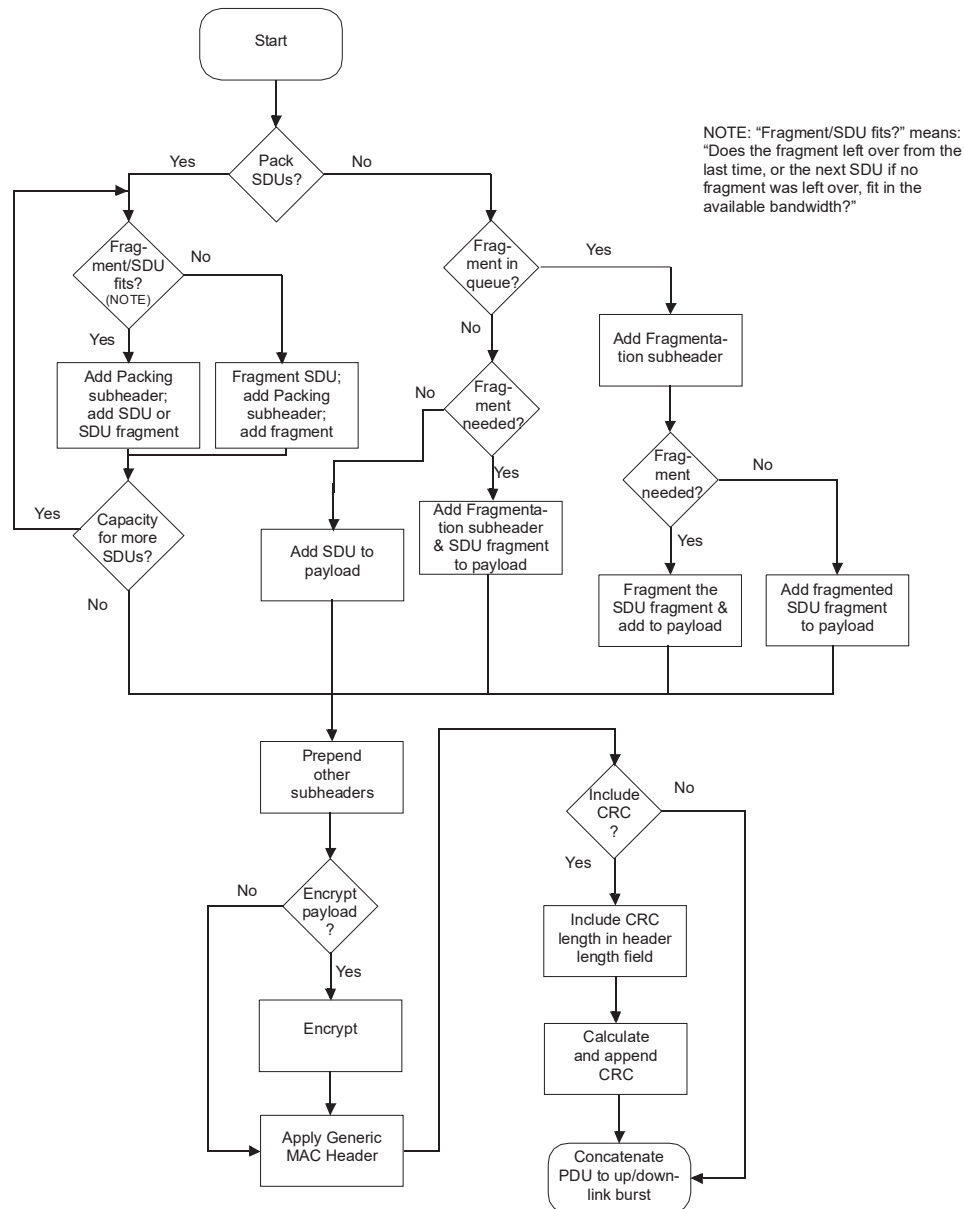 Start
NOTE: “Fragment/SDU fits?” means:
“Does the fragment left over from the
last time, or the next SDU if no
fragment was left over, fit in the
available bandwidth?”
Yes
Pack
SDUs?
No
Frag-
ment/SDU
fits?
(NOTE)
No
Yes
Frag-
ment in
queue?
Yes
No
Add Fragmenta-
tion subheader
Add Packing
subheader;
add SDU or
SDU fragment
Fragment SDU;
add Packing
subheader;
add fragment
No
Frag-
ment
needed?
Yes
Frag-
ment
needed?
No
Yes
Yes
Capacity
for more
SDUs?
No
Add SDU to
payload
Add Fragmenta-
tion subheader
& SDU fragment
to payload
Fragment the
SDU fragment &
add to payload
Add fragmented
SDU fragment
to payload
Prepend
other
subheaders
Include
CRC
?
No
Yes
No
Encrypt
payload
?
Yes
Include CRC
length in header
length field
Encrypt
Calculate
and append
CRC
Apply Generic
MAC Header
Concatenate
PDU to up/down-
link burst